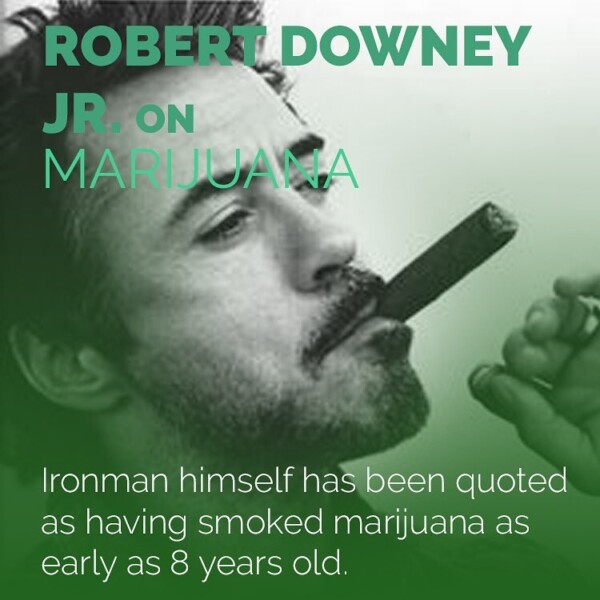 ROBERT DOWNEY
JR. ON
MARIJUANA
Ironman himself has been quoted
as having smoked marijuana as
early as 8 years old.